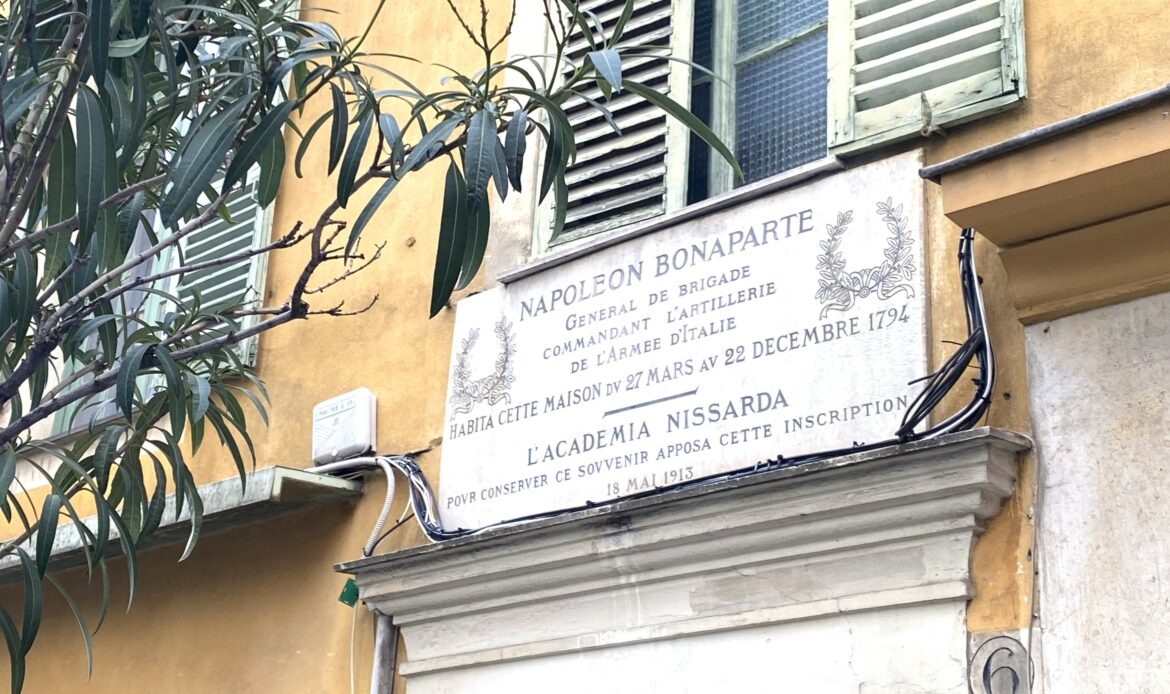 NAPOLEON BONAPARTE
GENERAL DE BRIGADE
COMMANDANT L'ARTILLERIE
DE L'ARMEE D'ITALIE
HABITA CETTE MAISON DV 27 MARS AV 22 DECEMBRE 1794
L'ACADEMIA NISSARDA
POVR CONSERVER CE SOVVENIR APPOSA CETTE INSCRIPTION
18 MAI 1913
6